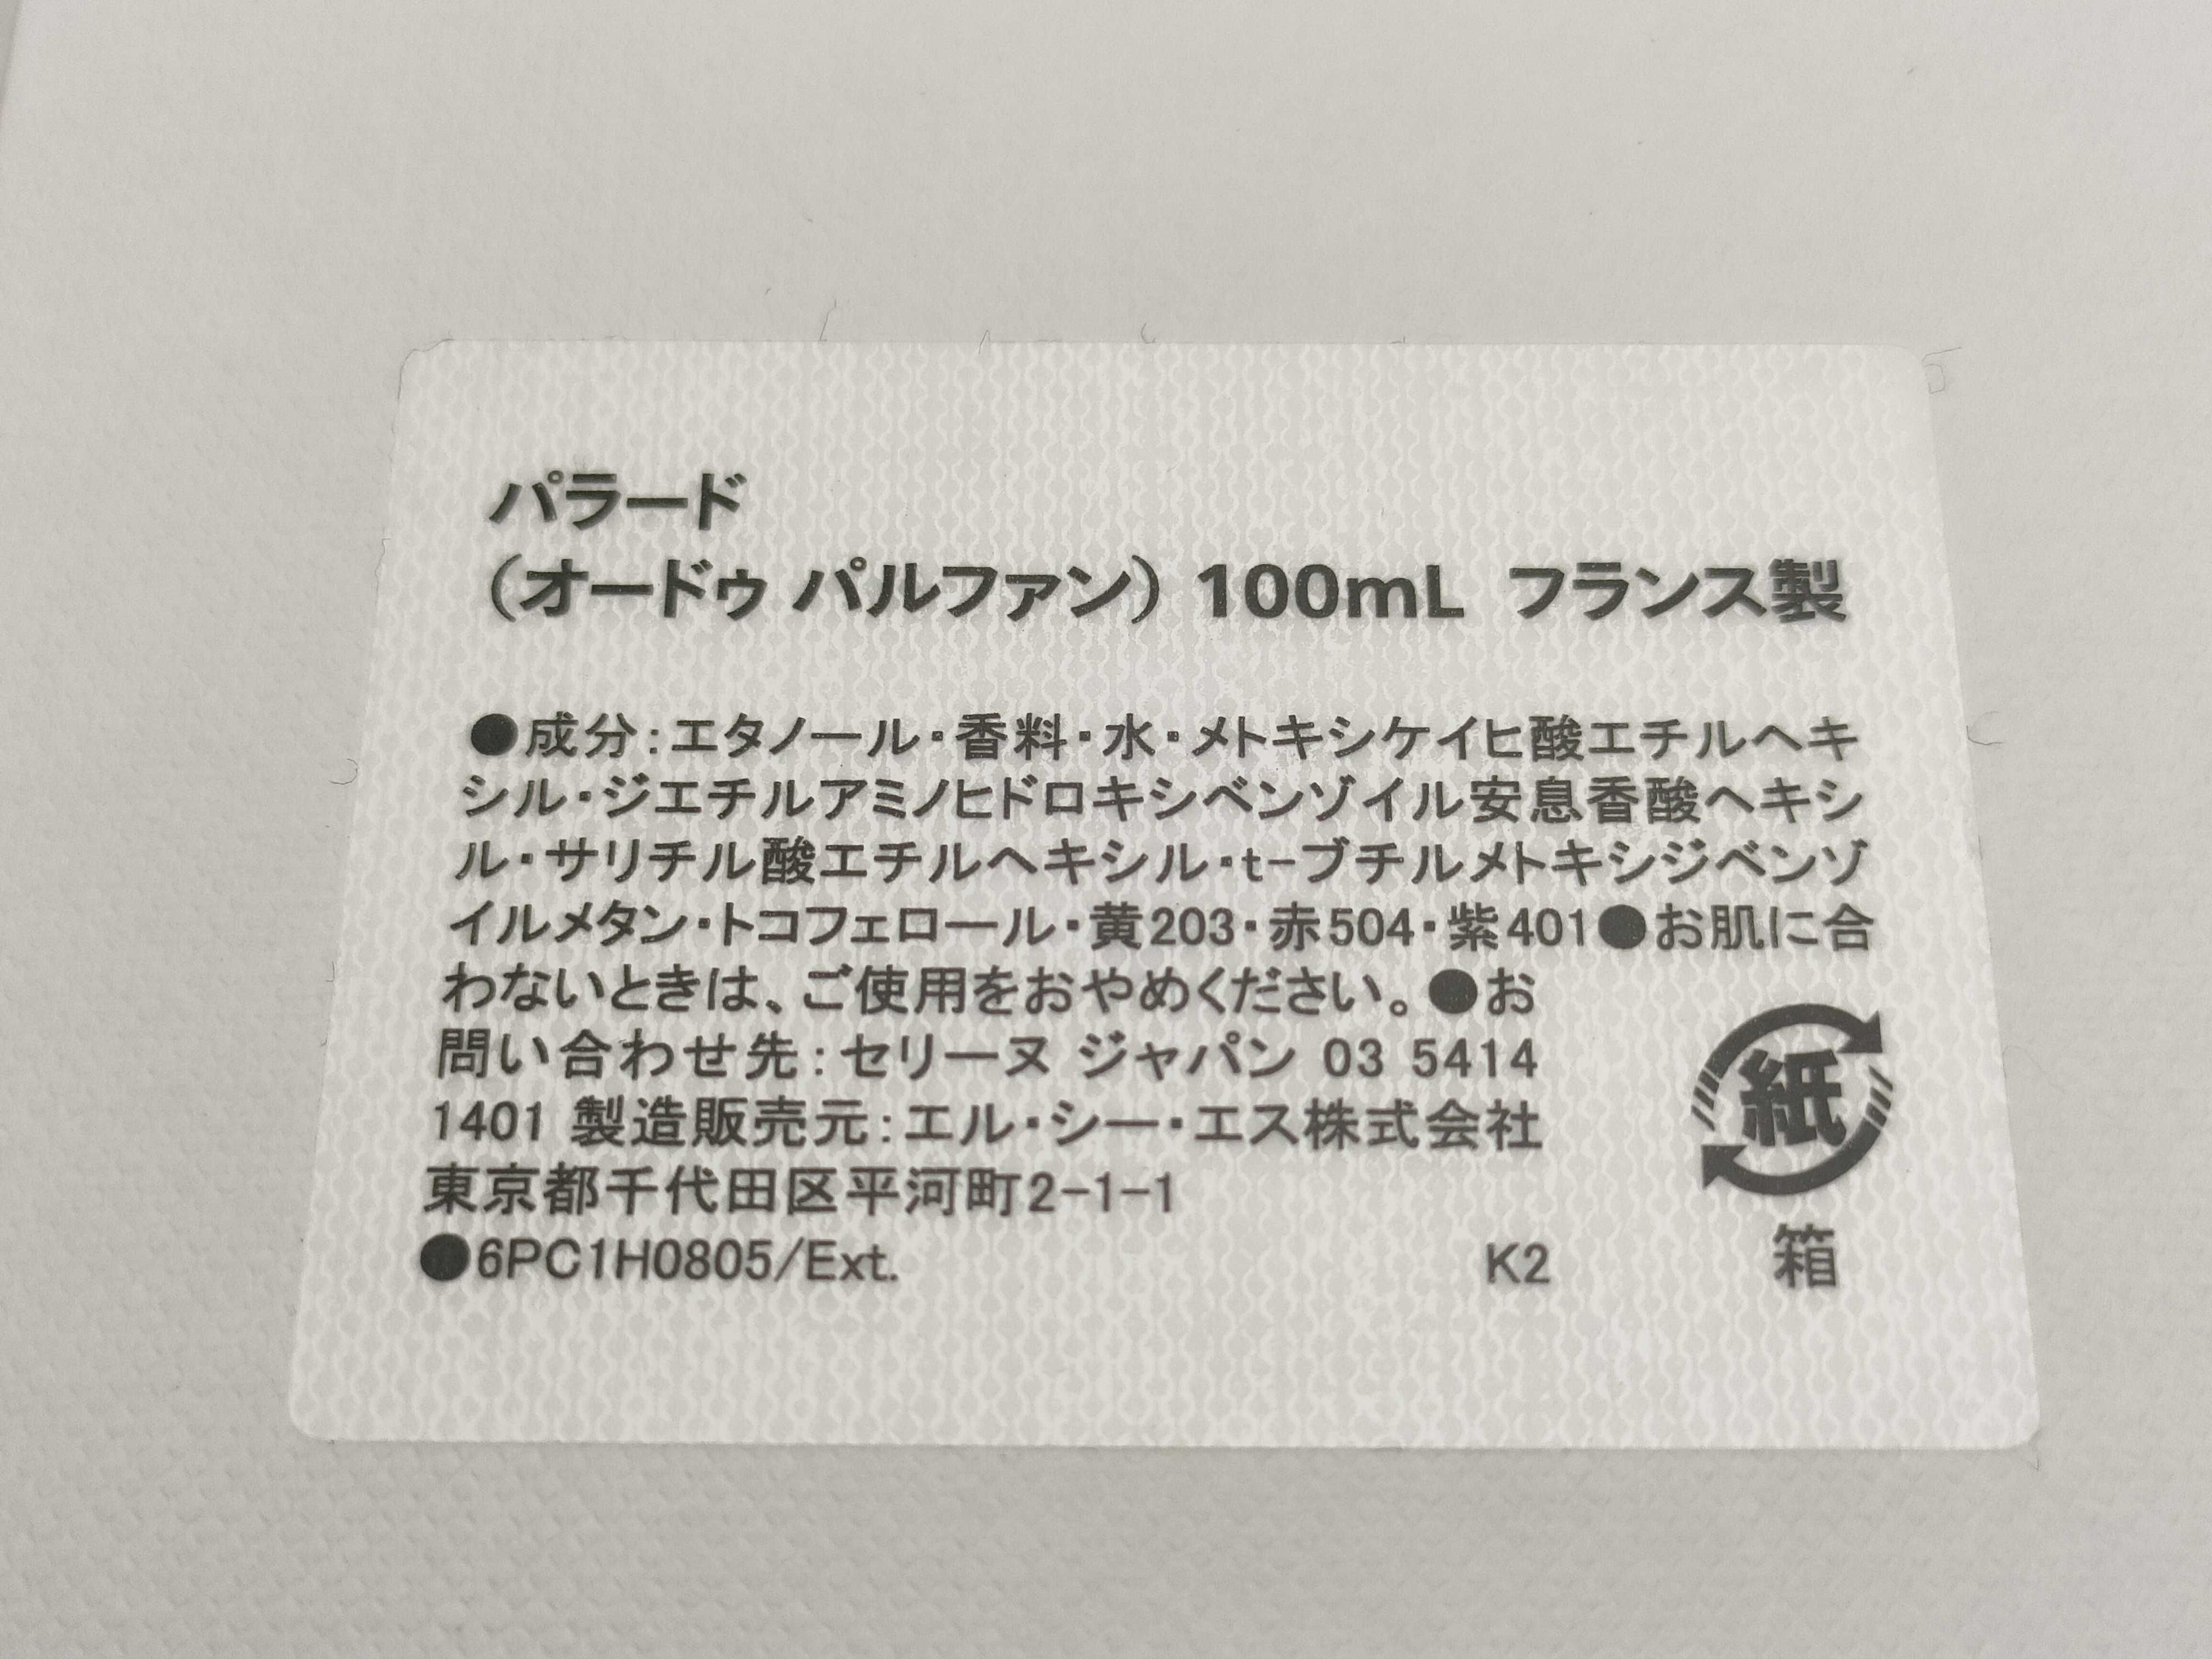 パラード
（オードゥ パルファン）100mL フランス製
●成分：エタノール・香料・水・メトキシケイヒ酸エチルヘキ
シル・ジエチルアミノヒドロキシベンゾイル安息香酸ヘキシ
ル・サリチル酸エチルヘキシル・t-ブチルメトキシジベンゾ
イルメタン・トコフェロール・黄203・赤504・紫401●お肌に合
わないときは、ご使用をおやめください。●お
問い合わせ先：セリーヌ ジャパン 03 5414
1401 製造販売元：エル・シー・エス株式会社
東京都千代田区平河町2-1-1
●6PC1H0805/Ext. K2
紙
箱